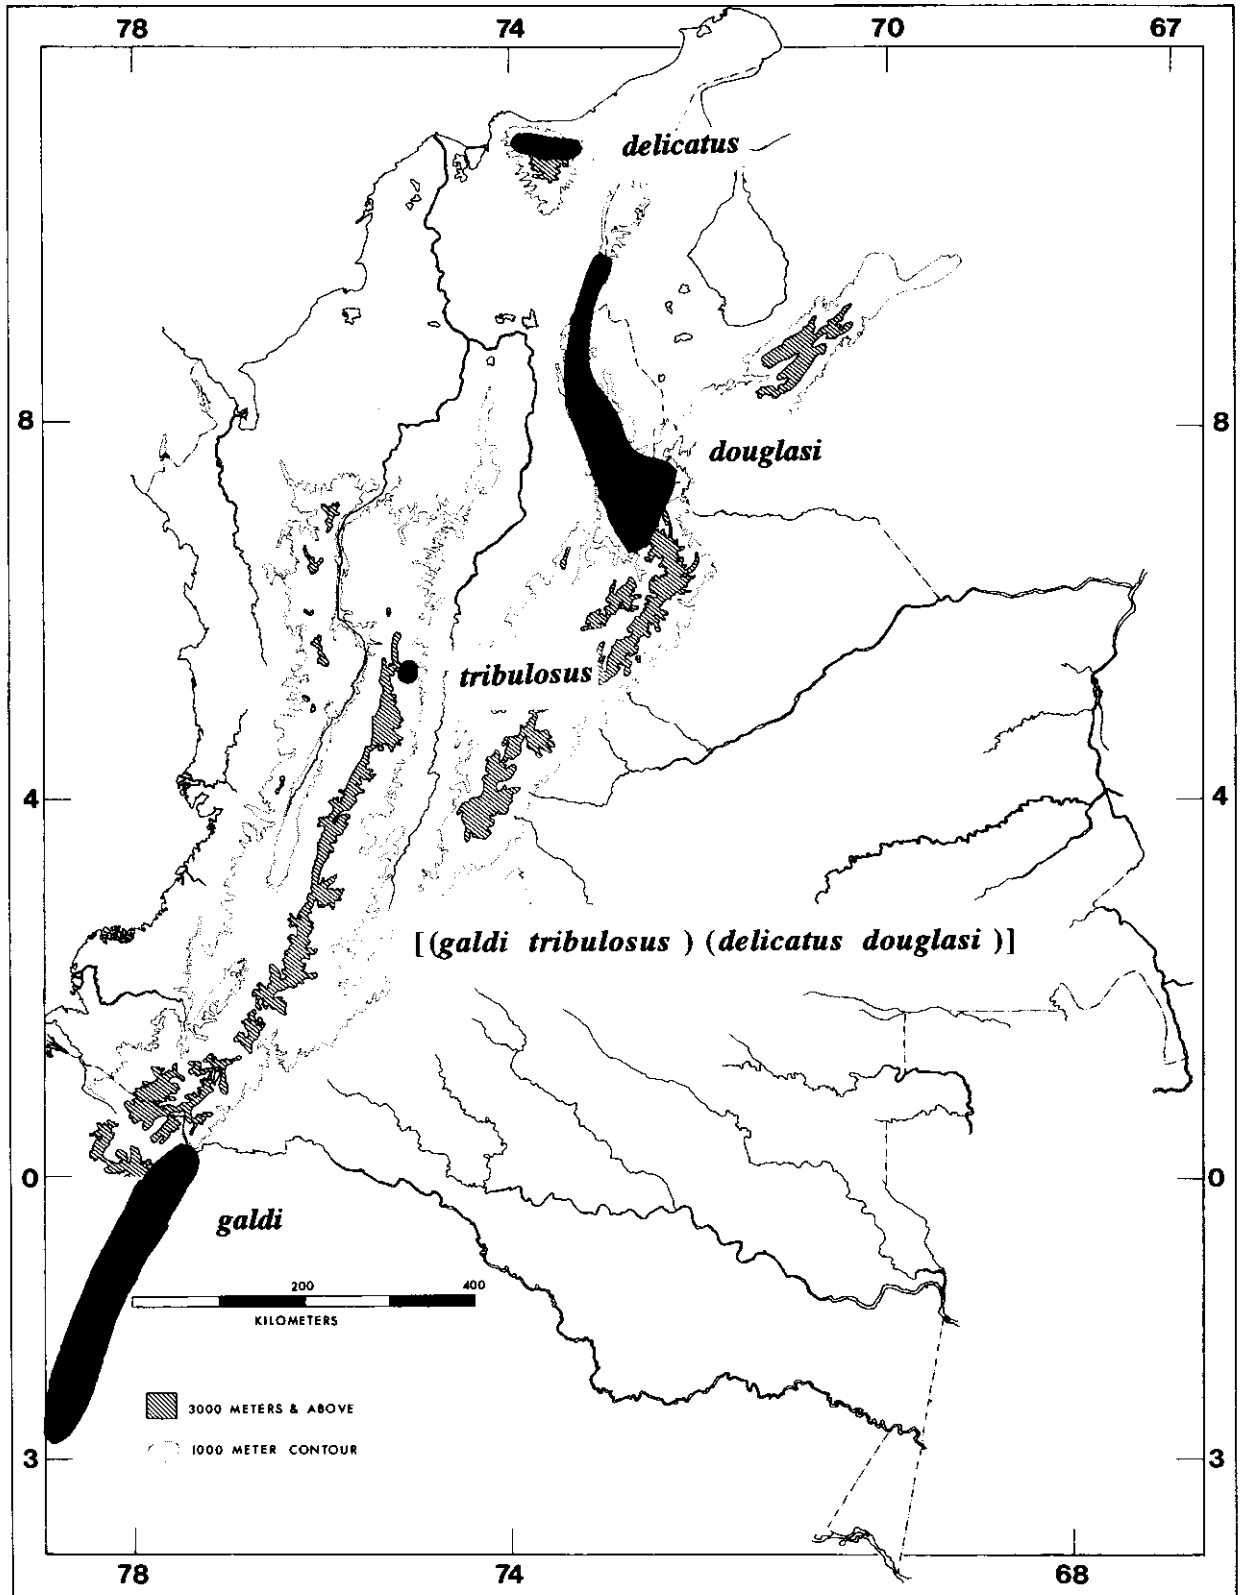 78 74 70 67
delicatus
8 8
douglasi
tribulosus
4 4
[(galdi tribulosus ) (delicatus douglasi )]
0 0
galdi
200 400
KILOMETERS
3000 METERS & ABOVE
1000 METER CONTOUR
3 3
78 74 68